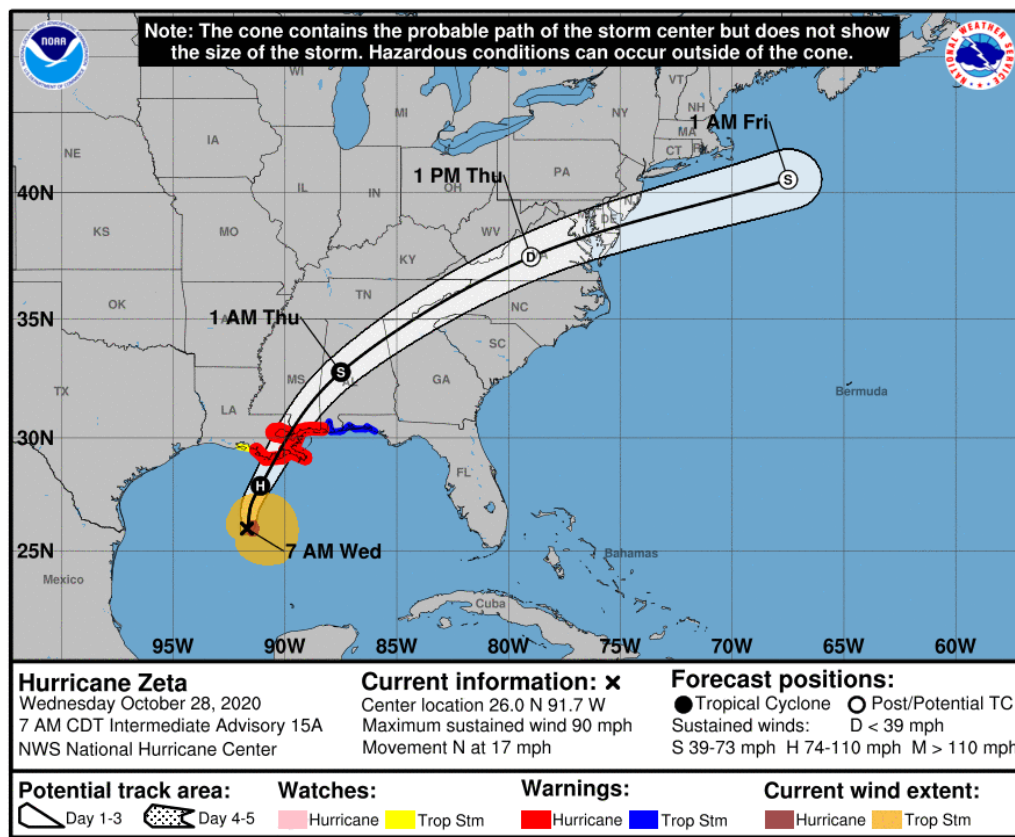 Note: The cone contains the probable path of the storm center but does not show
the size of the storm. Hazardous conditions can occur outside of the cone.
NOAA
NATIONAL WEATHER SERVICE
WI
MI
NY
VT
NH
MA
CT
1 AM Fri
NE
IA
IL
IN
OH
PA
NJ
DE
1 PM Thu
40N
KS
MO
WV
KY
OK
TN
NC
1 AM Thu
35N
SC
TX
MS
AL
GA
LA
Bermuda
30N
FL
S
D
S
H
25N
7 AM Wed
Mexico
Bahamas
Cuba
95W
90W
85W
80W
75W
70W
65W
60W
Hurricane Zeta
Wednesday October 28, 2020
7 AM CDT Intermediate Advisory 15A
NWS National Hurricane Center
Current information: ×
Center location 26.0 N 91.7 W
Maximum sustained wind 90 mph
Movement N at 17 mph
Forecast positions:
Tropical Cyclone Post/Potential TC
Sustained winds: D < 39 mph
S 39-73 mph H 74-110 mph M > 110 mph
Potential track area:
Day 1-3 Day 4-5
Watches:
Hurricane Trop Stm
Warnings:
Hurricane Trop Stm
Current wind extent:
Hurricane Trop Stm